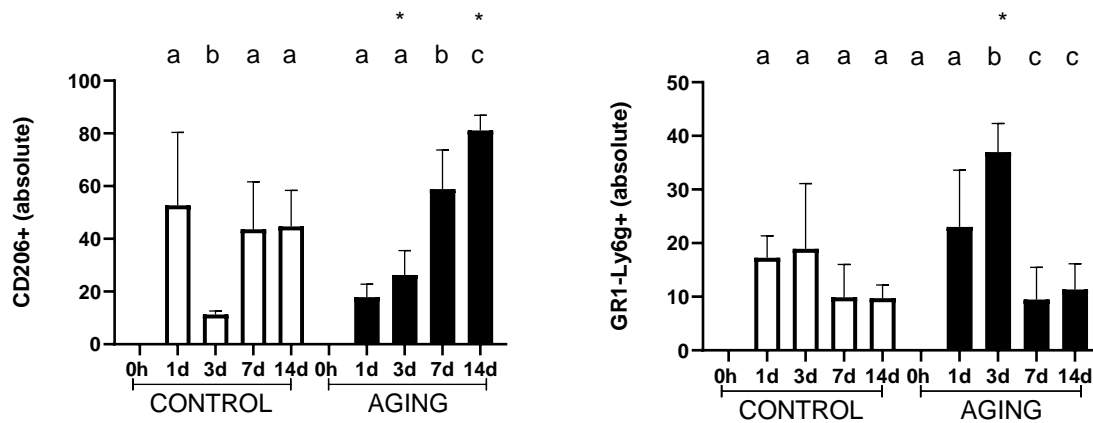 * *
a b a a a a b c
100
80
60
40
20
0
CD206+ (absolute)
0h 1d 3d 7d 14d 0h 1d 3d 7d 14d
CONTROL AGING
*
a a a a a a b c c
50
40
30
20
10
0
GR1-Ly6g+ (absolute)
0h 1d 3d 7d 14d 0h 1d 3d 7d 14d
CONTROL AGING